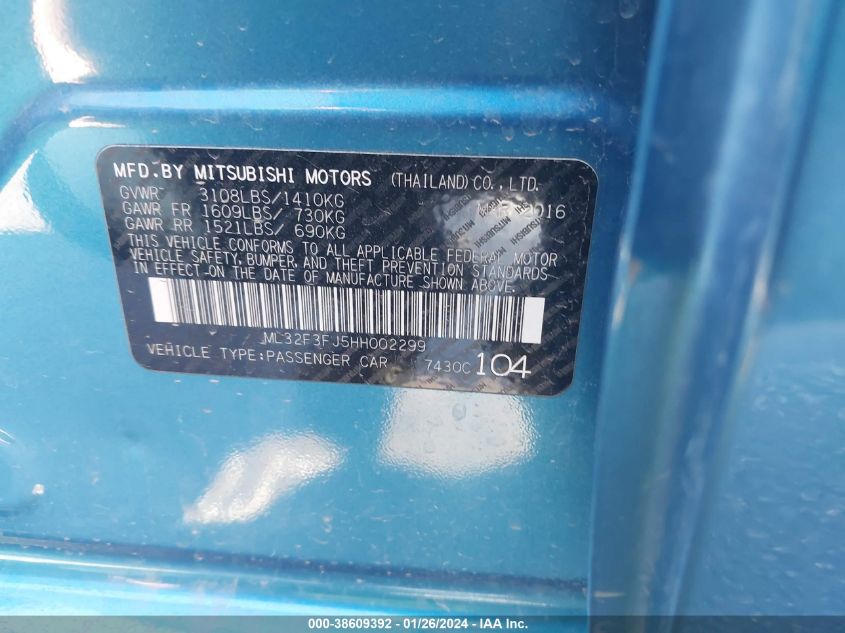 MFD.BY MITSUBISHI MOTORS (THAILAND)CO.,LTD.
GVWR 3108LBS/1410KG 2016
GAWR FR 1609LBS/ 730KG
GAWR RR 1521LBS/ 690KG
THIS VEHICLE CONFORMS TO ALL APPLICABLE FEDERAL MOTOR
VEHICLE SAFETY, BUMPER, AND THEFT PREVENTION STANDARDS
IN EFFECT ON THE DATE OF MANUFACTURE SHOWN ABOVE.
ML32F3FJ5HH002299
VEHICLE TYPE:PASSENGER CAR 7430C 104
000-38609392 - 01/26/2024 - IAA Inc.